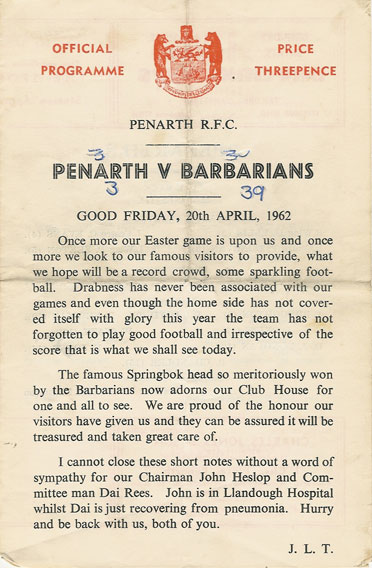 OFFICIAL PRICE
PROGRAMME THREEPENCE
PENARTH R.F.C.
3 30
PENARTH V BARBARIANS
3 39
GOOD FRIDAY, 20th APRIL, 1962
Once more our Easter game is upon us and once
more we look to our famous visitors to provide, what
we hope will be a record crowd, some sparkling foot-
ball. Drabness has never been associated with our
games and even though the home side has not cover-
ed itself with glory this year the team has not
forgotten to play good football and irrespective of the
score that is what we shall see today.
The famous Springbok head so meritoriously won
by the Barbarians now adorns our Club House for
one and all to see. We are proud of the honour our
visitors have given us and they can be assured it will be
treasured and taken great care of.
I cannot close these short notes without a word of
sympathy for our Chairman John Heslop and Com-
mittee man Dai Rees. John is in Llandough Hospital
whilst Dai is just recovering from pneumonia. Hurry
and be back with us, both of you.
J. L. T.